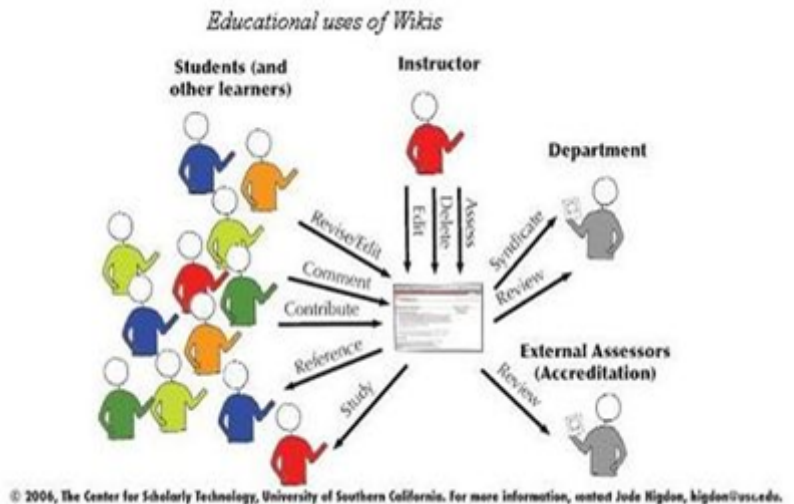 Educational uses of Wikis
Students (and
other learners)
Instructor
Department
Revise/Edit
Comment
Contribute
Reference
Study
Edit
Delete
Assess
Syndicate
Review
External Assessors
(Accreditation)
Review
© 2006, The Center for Scholarly Technology, University of Southern California. For more information, contact Jude Higdon, higdon@usc.edu.